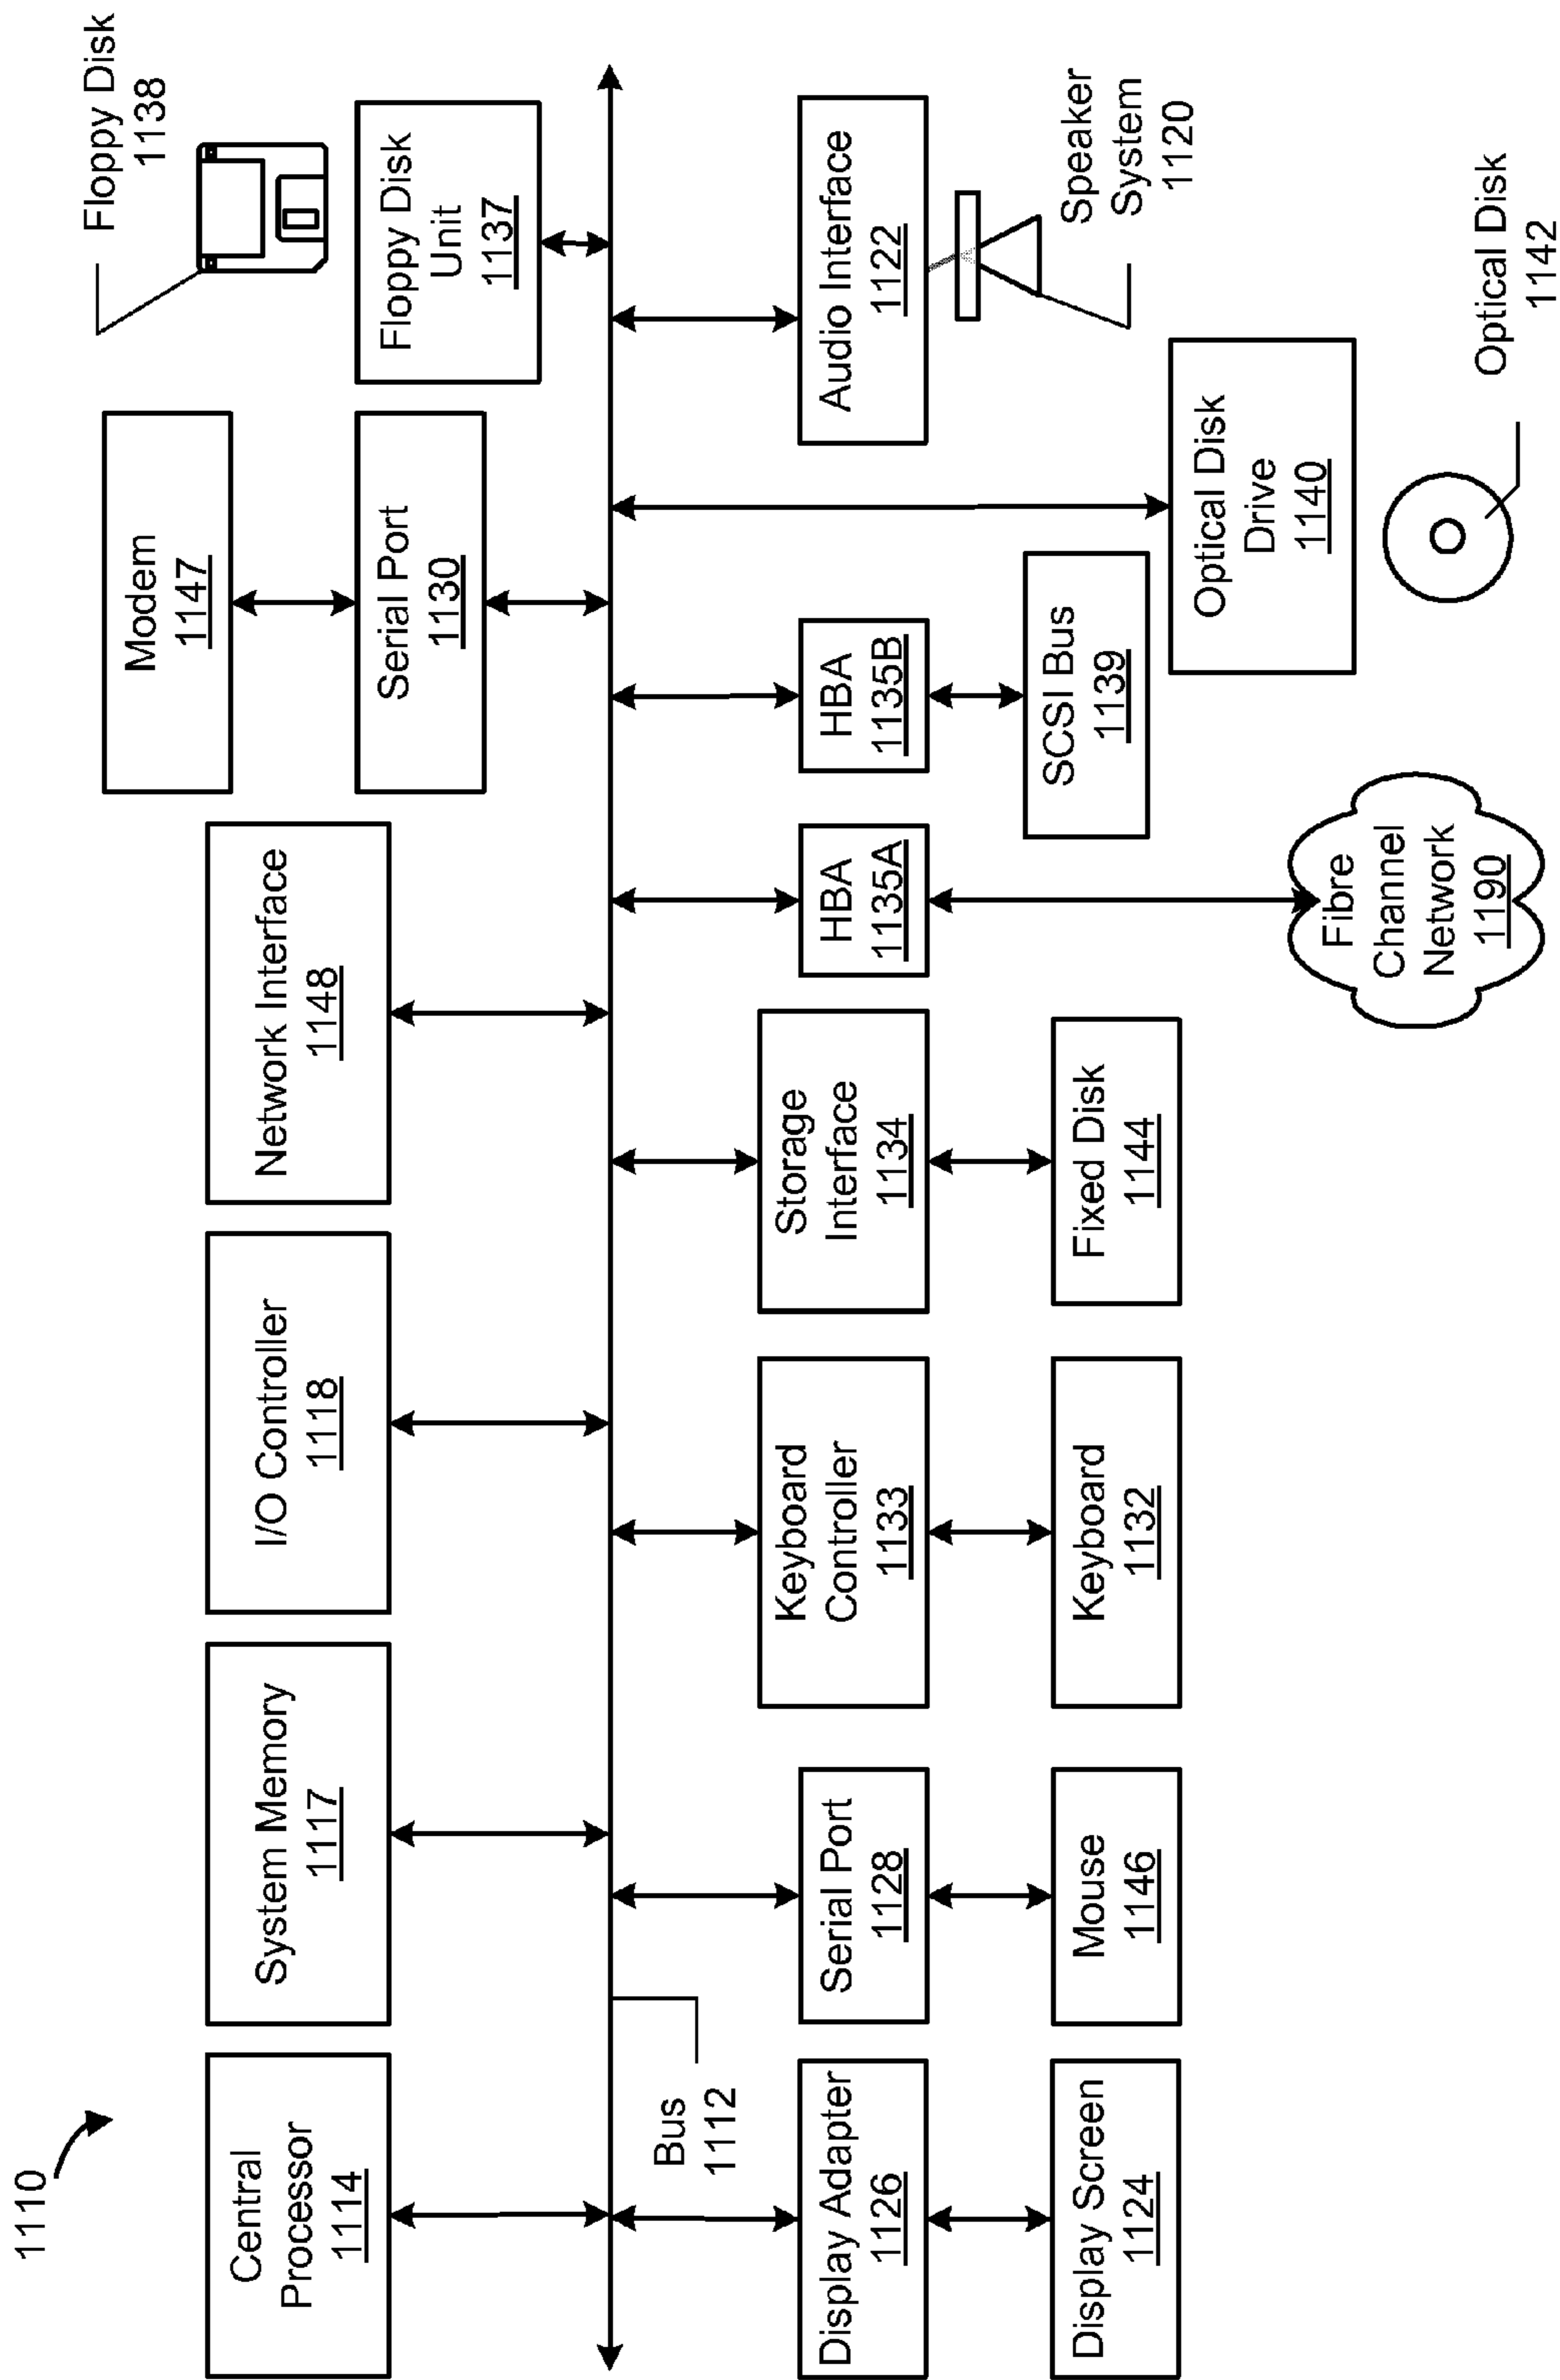 1110
Central
Processor
1114
System Memory
1117
I/O Controller
1118
Network Interface
1148
Modem
1147
Serial Port
1130
Floppy Disk
1138
Floppy Disk
Unit
1137
Bus
1112
Display Adapter
1126
Display Screen
1124
Serial Port
1128
Mouse
1146
Keyboard
Controller
1133
Keyboard
1132
Storage
Interface
1134
Fixed Disk
1144
HBA
1135A
Fibre
Channel
Network
1190
HBA
1135B
SCSI Bus
1139
Optical Disk
Drive
1140
Optical Disk
1142
Audio Interface
1122
Speaker
System
1120